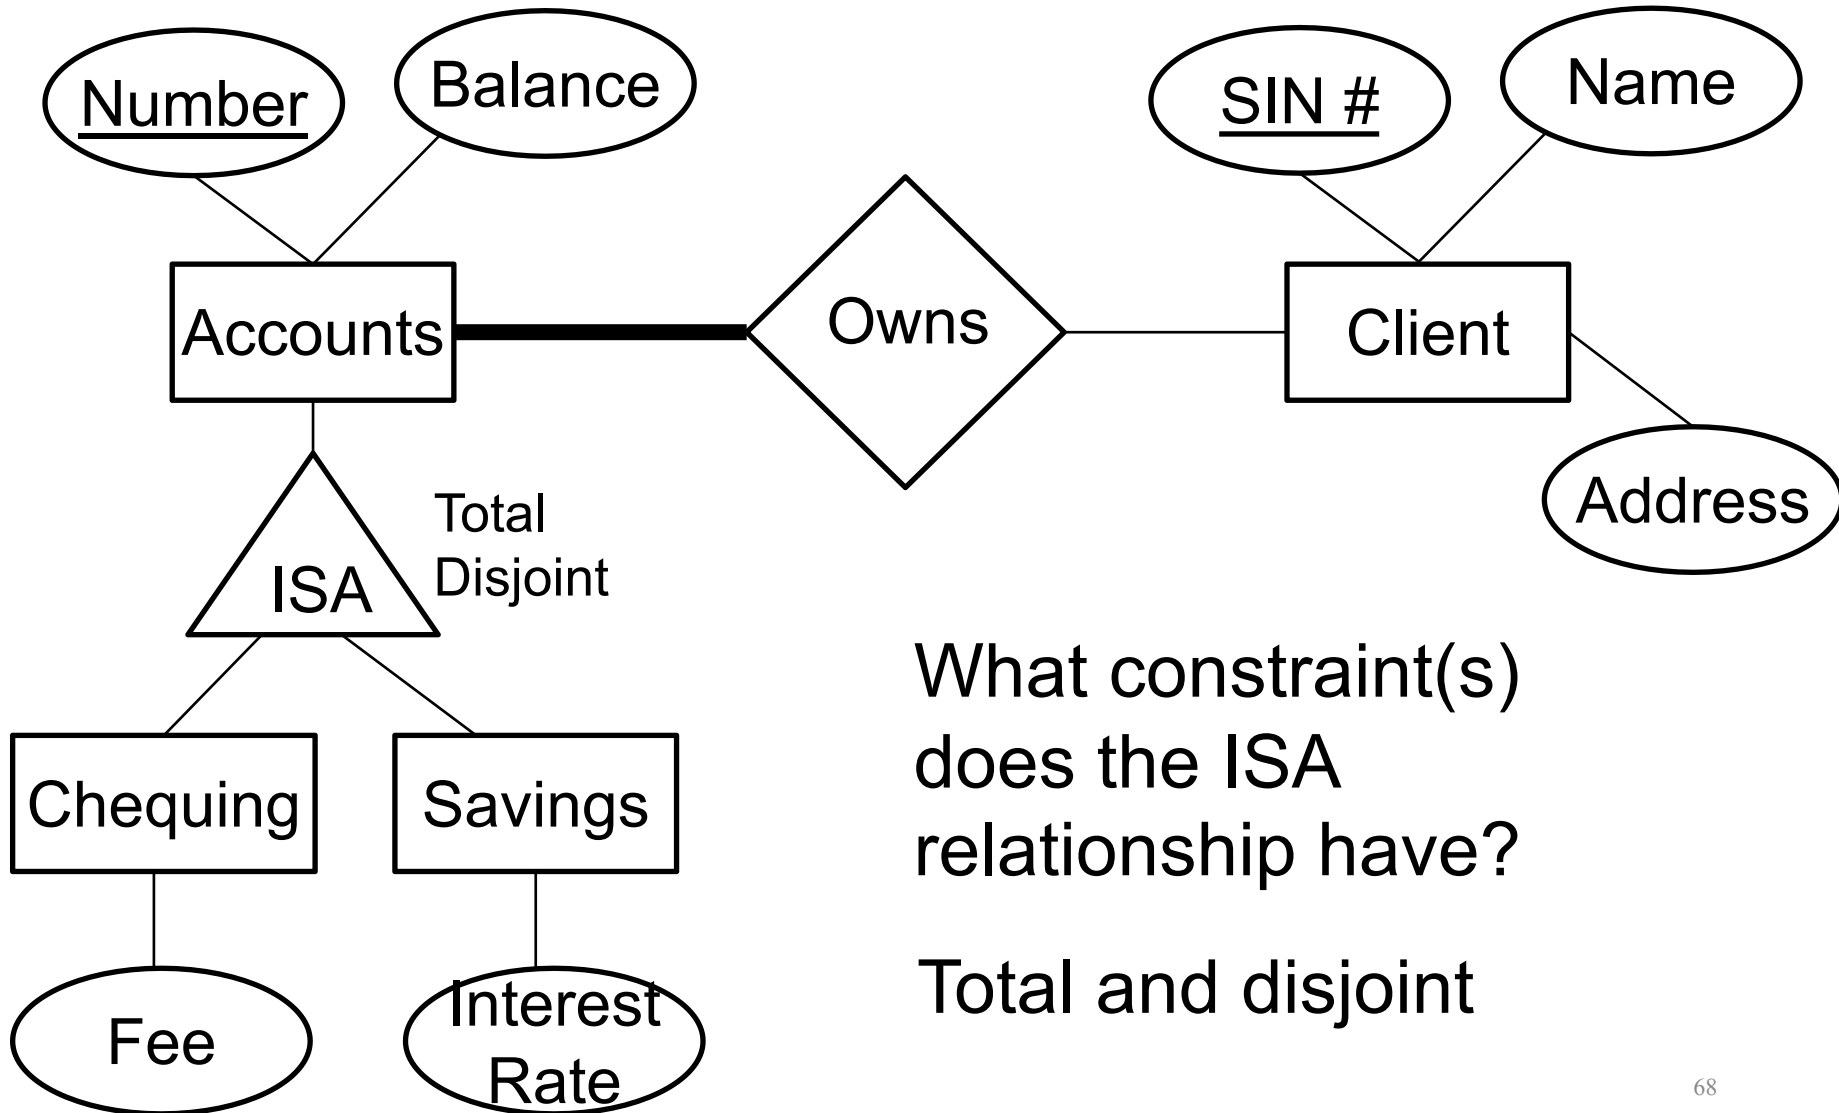 Number
Balance
SIN #
Name
Accounts
Owns
Client
Address
ISA
Total
Disjoint
Chequing
Savings
Fee
Interest
Rate
What constraint(s)
does the ISA
relationship have?
Total and disjoint
68